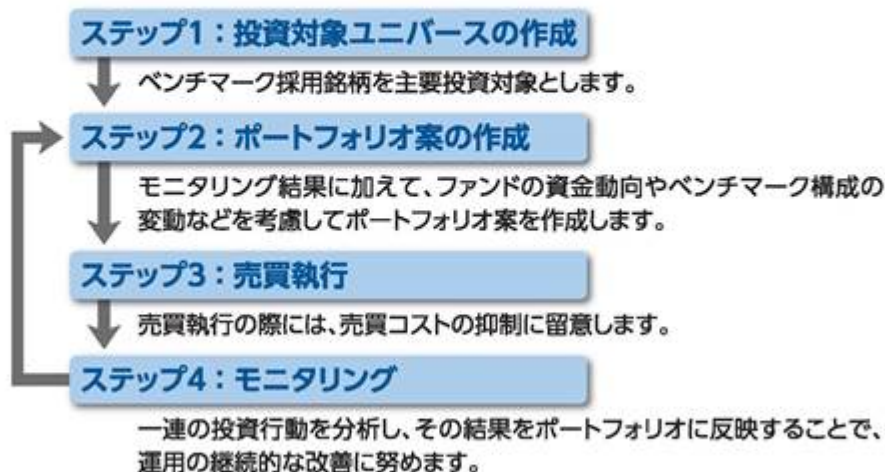 ステップ1：投資対象ユニバースの作成
ベンチマーク採用銘柄を主要投資対象とします。
ステップ2：ポートフォリオ案の作成
モニタリング結果に加えて、ファンドの資金動向やベンチマーク構成の
変動などを考慮してポートフォリオ案を作成します。
ステップ3：売買執行
売買執行の際には、売買コストの抑制に留意します。
ステップ4：モニタリング
一連の投資行動を分析し、その結果をポートフォリオに反映することで、
運用の継続的な改善に努めます。